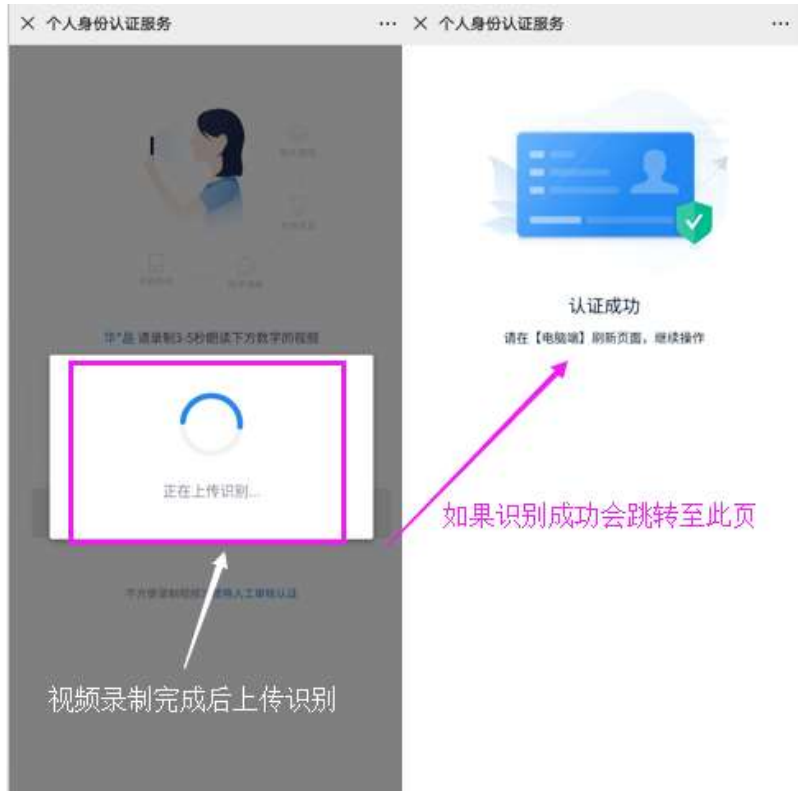 个人身份认证服务
请录制3-5秒朗读下方数字的视频
正在上传识别...
视频录制完成后上传识别
个人身份认证服务
认证成功
请在【电脑端】刷新页面，继续操作
如果识别成功会跳转至此页